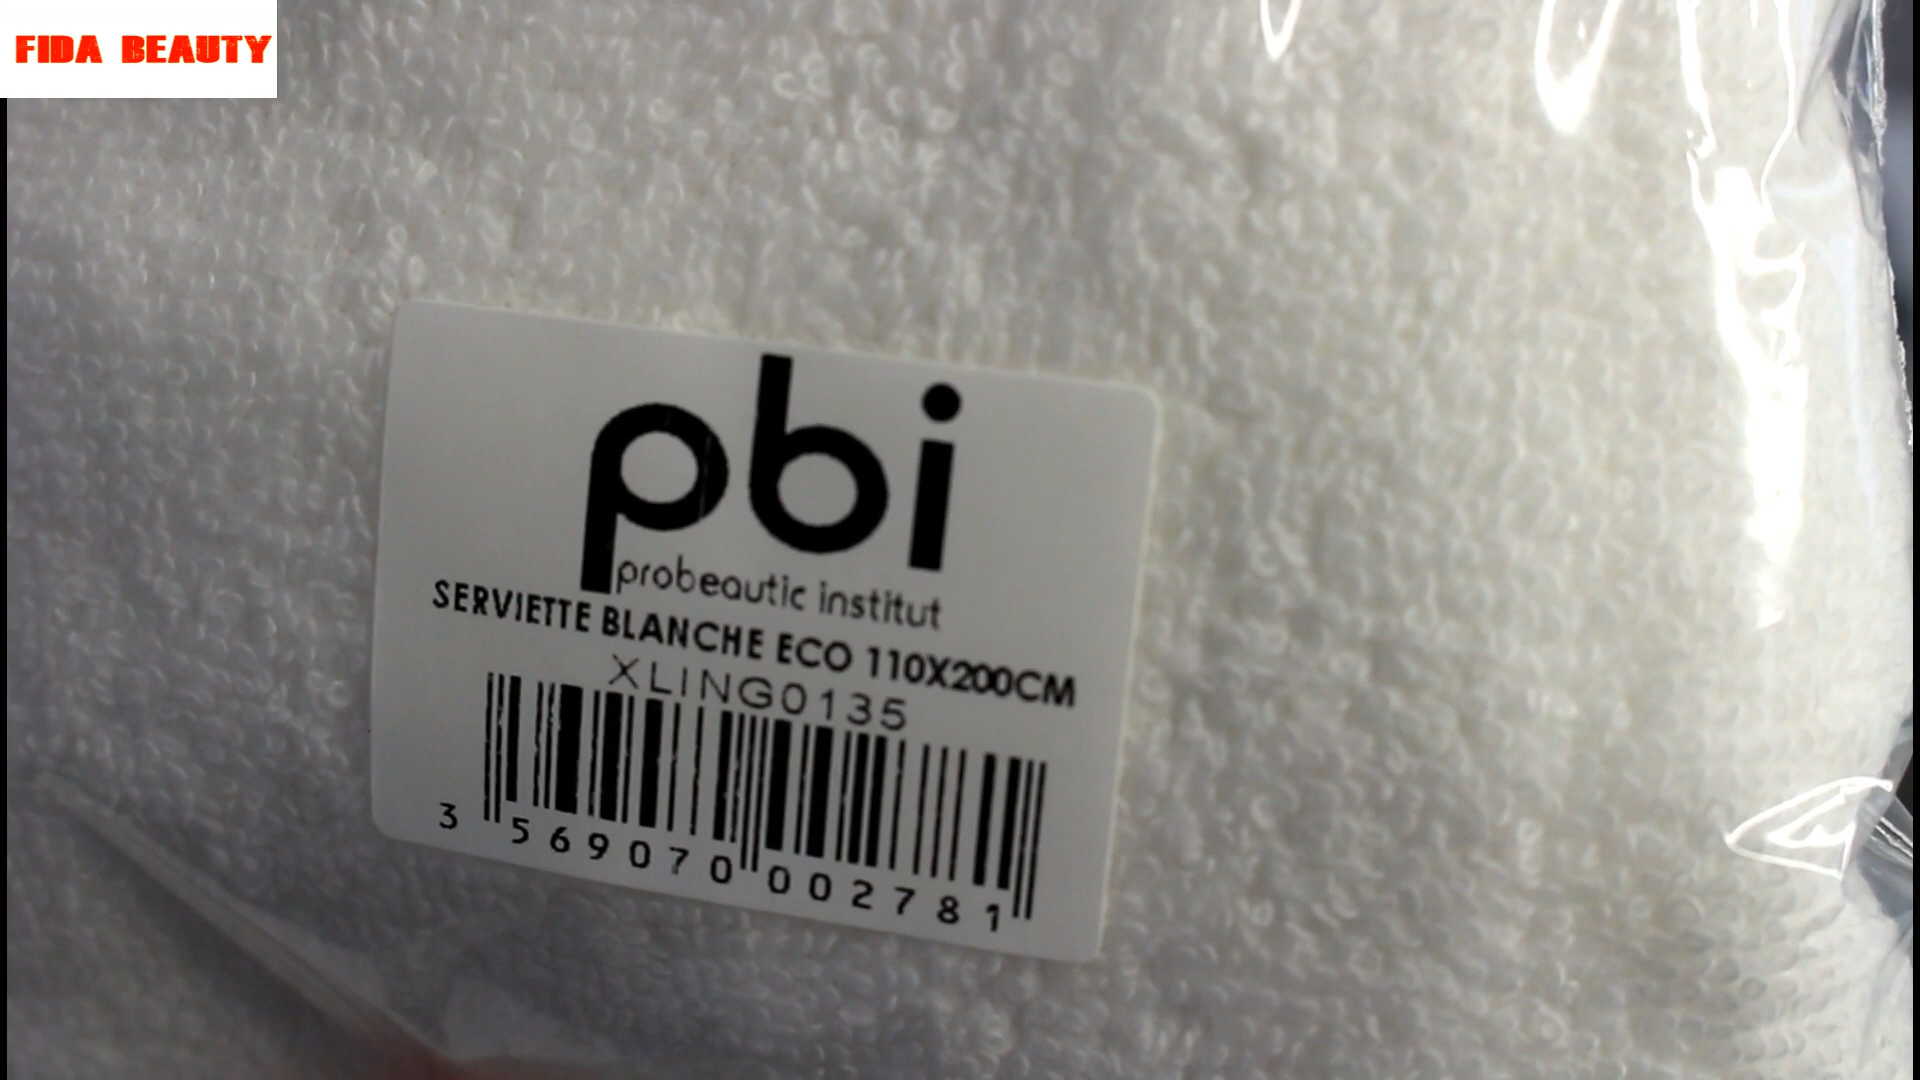 FIDA BEAUTY
pbi
probeautic institut
SERVIETTE BLANCHE ECO 110X200CM
XLING0135
3 569070 002781